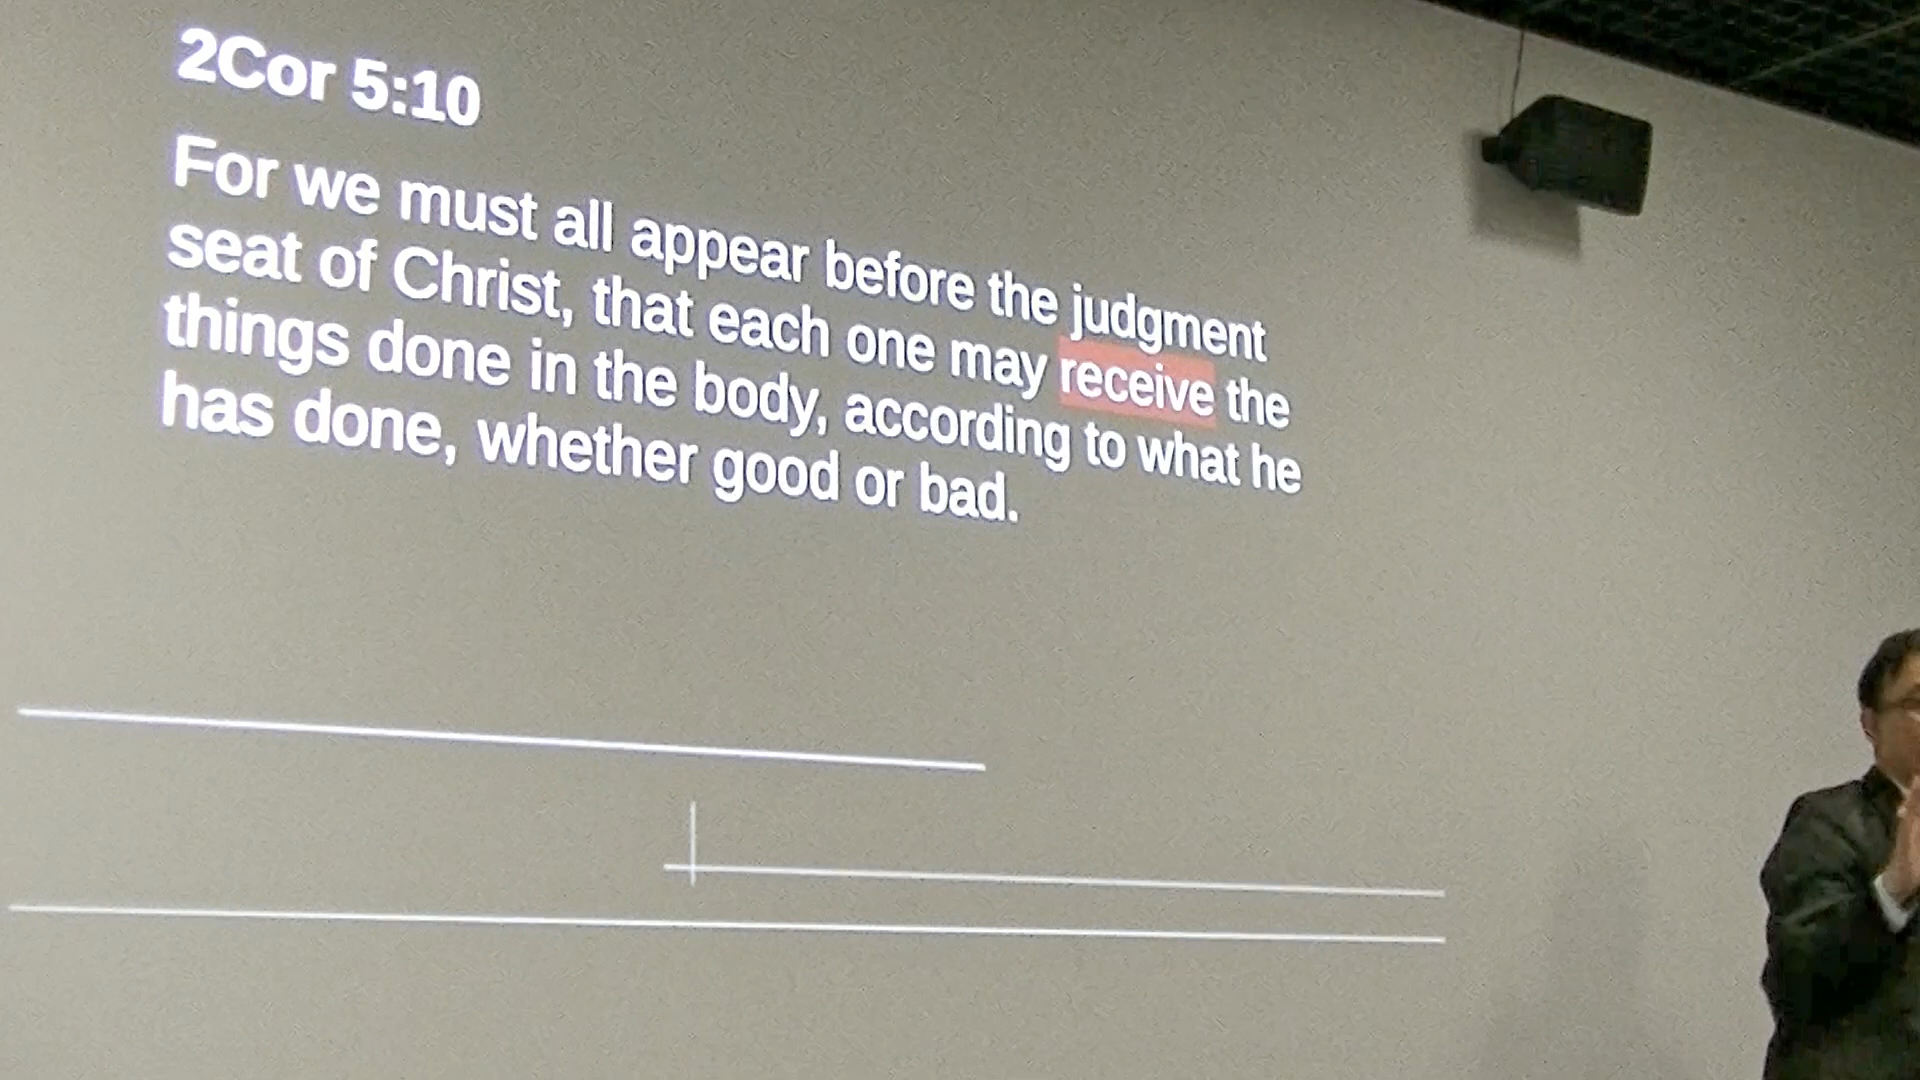 2Cor 5:10
For we must all appear before the judgment
seat of Christ, that each one may receive the
things done in the body, according to what he
has done, whether good or bad.